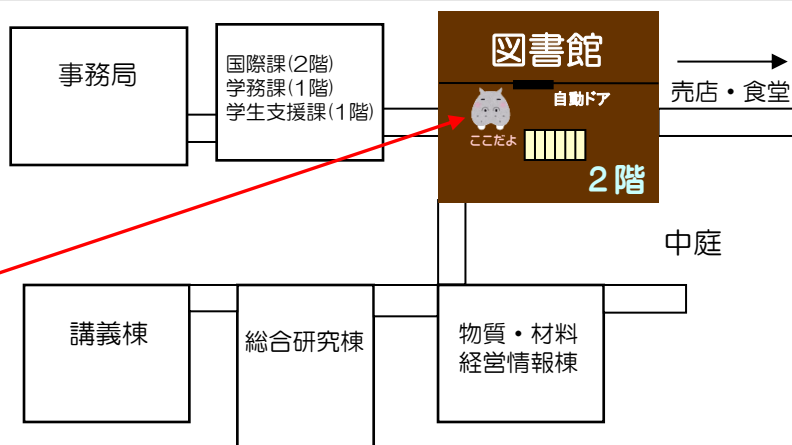 事務局
国際課(2階)
学務課(1階)
学生支援課(1階)
図書館
自動ドア
ここだよ
2階
売店・食堂
中庭
講義棟
総合研究棟
物質・材料
経営情報棟